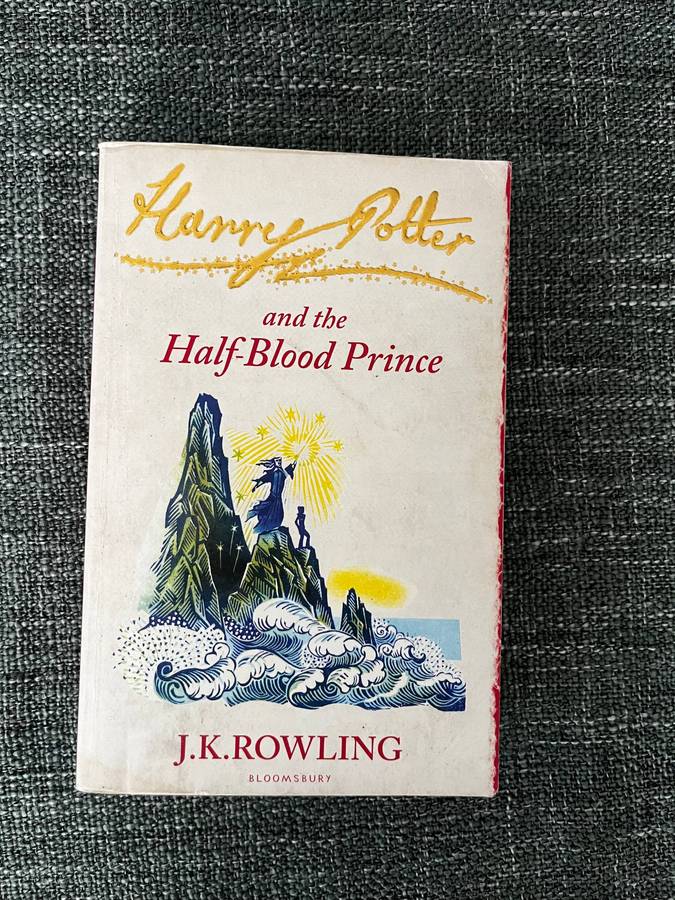 Harry Potter
and the
Half-Blood Prince
J.K.ROWLING
BLOOMSBURY